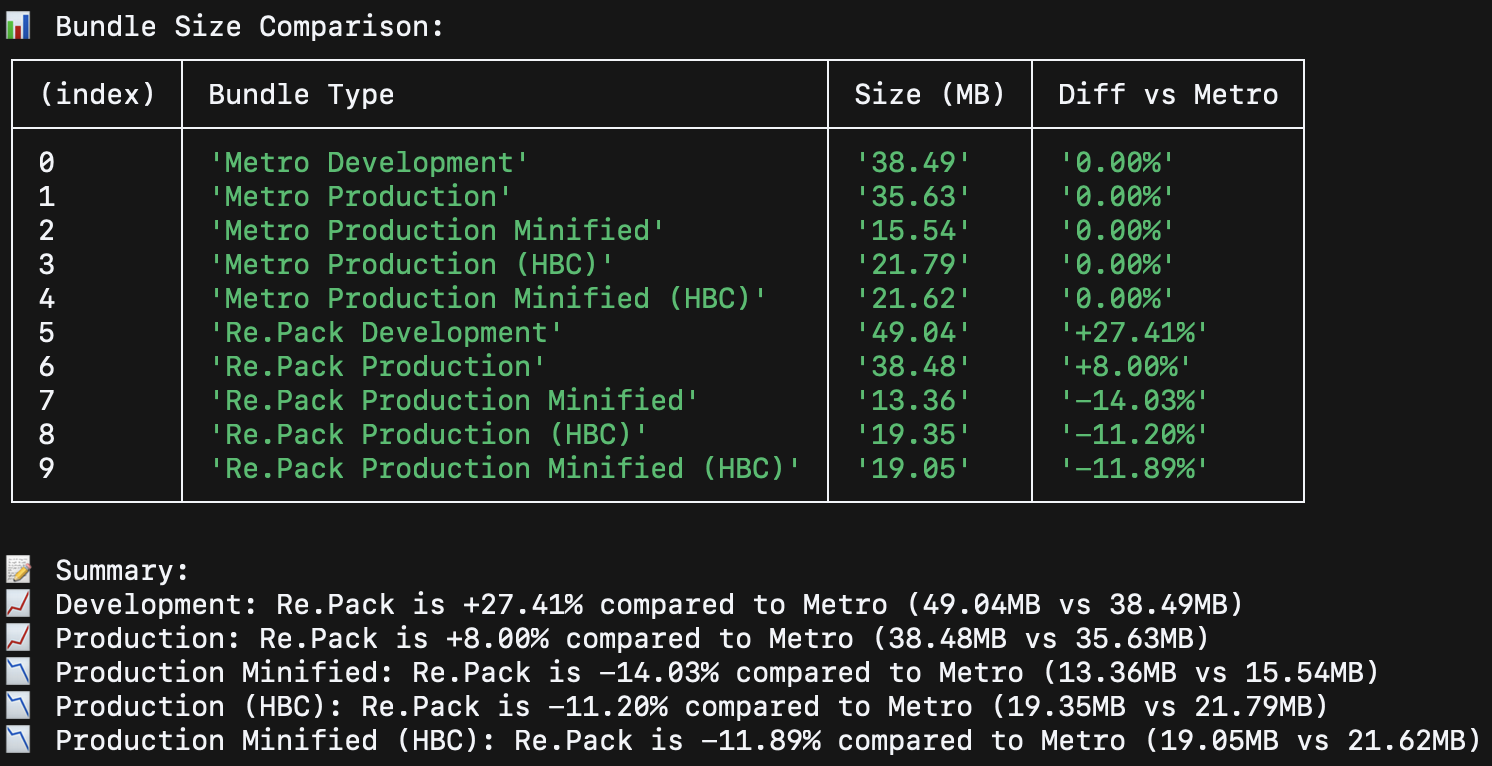 📊 Bundle Size Comparison:
(index) Bundle Type Size (MB) Diff vs Metro
0 'Metro Development' '38.49' '0.00%'
1 'Metro Production' '35.63' '0.00%'
2 'Metro Production Minified' '15.54' '0.00%'
3 'Metro Production (HBC)' '21.79' '0.00%'
4 'Metro Production Minified (HBC)' '21.62' '0.00%'
5 'Re.Pack Development' '49.04' '+27.41%'
6 'Re.Pack Production' '38.48' '+8.00%'
7 'Re.Pack Production Minified' '13.36' '-14.03%'
8 'Re.Pack Production (HBC)' '19.35' '-11.20%'
9 'Re.Pack Production Minified (HBC)' '19.05' '-11.89%'
📝 Summary:
📈 Development: Re.Pack is +27.41% compared to Metro (49.04MB vs 38.49MB)
📈 Production: Re.Pack is +8.00% compared to Metro (38.48MB vs 35.63MB)
📉 Production Minified: Re.Pack is -14.03% compared to Metro (13.36MB vs 15.54MB)
📉 Production (HBC): Re.Pack is -11.20% compared to Metro (19.35MB vs 21.79MB)
📉 Production Minified (HBC): Re.Pack is -11.89% compared to Metro (19.05MB vs 21.62MB)